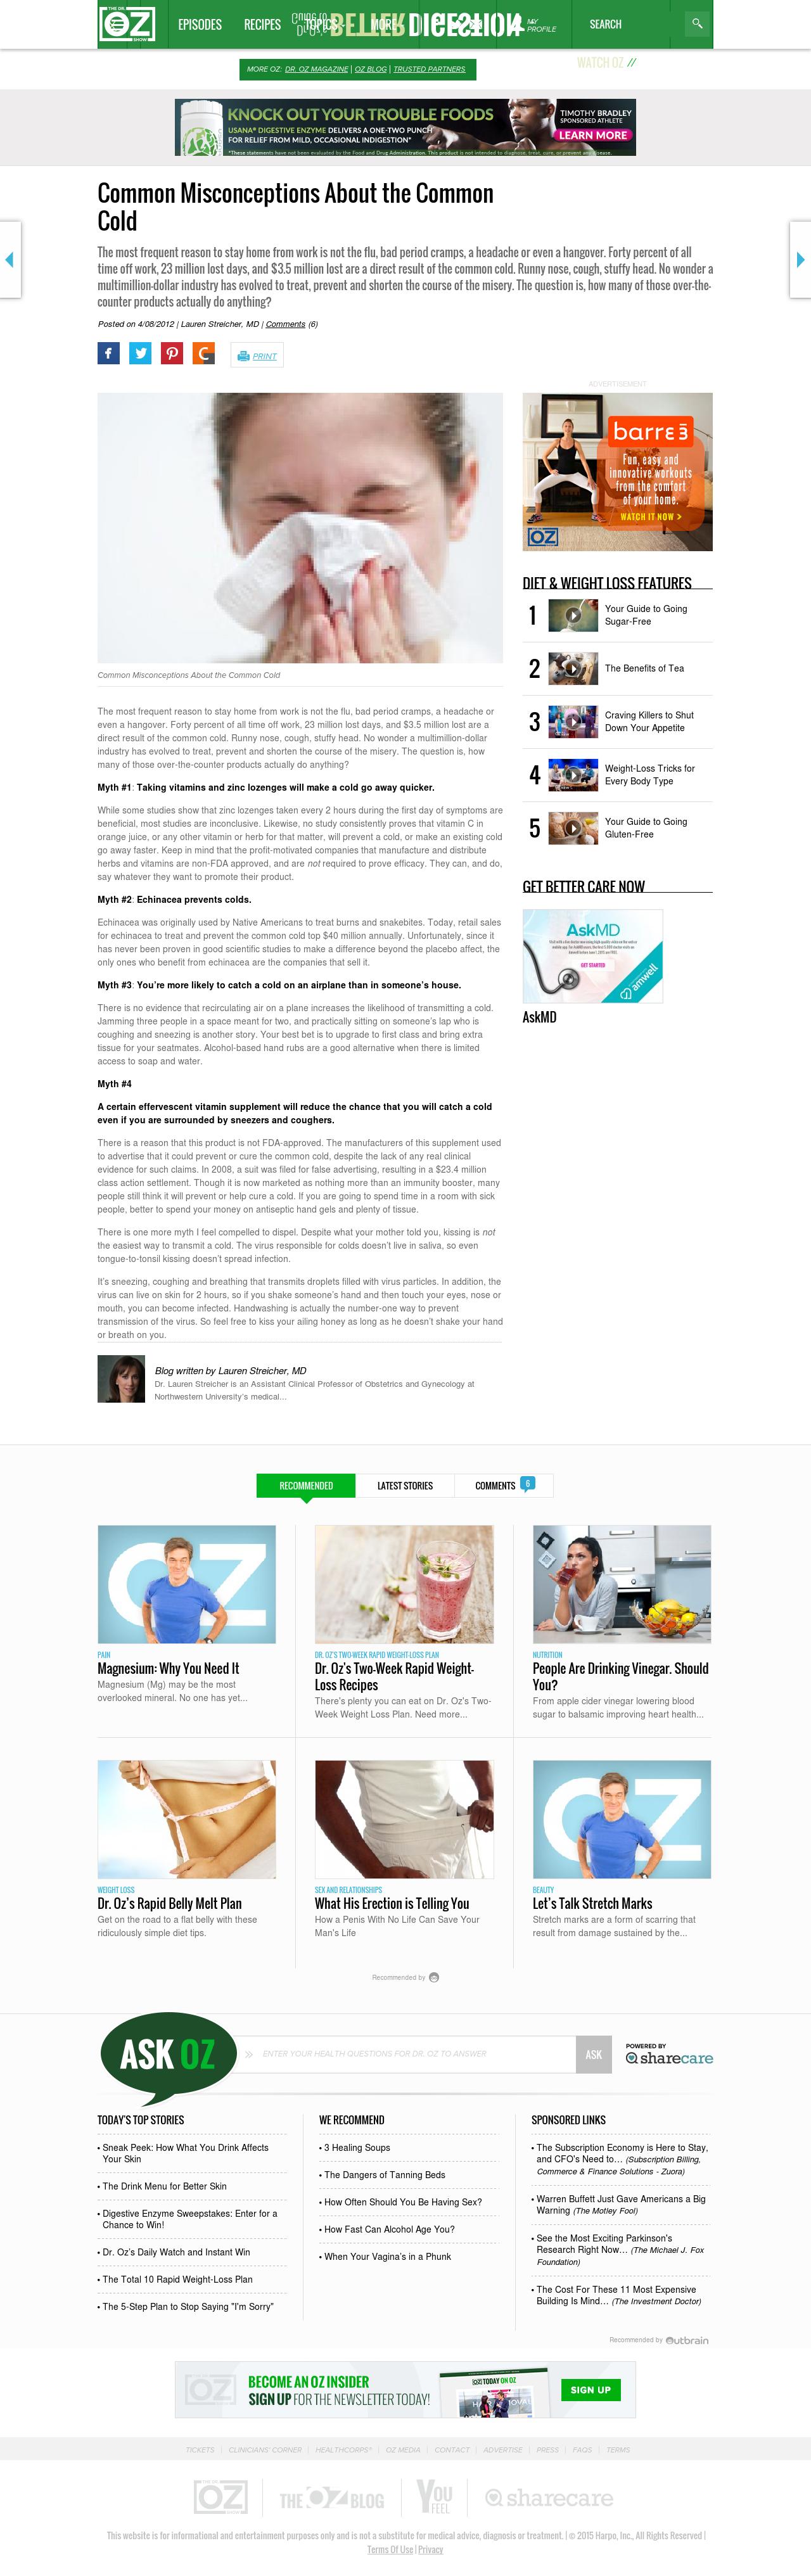 THE DR.
OZ
SHOW
EPISODES
RECIPES
TOPICS
MORE
BETTER DIGESTION
MY
PROFILE
SEARCH
MORE OZ: DR. OZ MAGAZINE | OZ BLOG | TRUSTED PARTNERS
WATCH OZ //
KNOCK OUT YOUR TROUBLE FOODS
USANA® DIGESTIVE ENZYME DELIVERS A ONE-TWO PUNCH
FOR RELIEF FROM MILD, OCCASIONAL INDIGESTION*
TIMOTHY BRADLEY
SPONSORED ATHLETE
LEARN MORE
*These statements have not been evaluated by the Food and Drug Administration. This product is not intended to diagnose, treat, cure, or prevent any disease.
Common Misconceptions About the Common
Cold
The most frequent reason to stay home from work is not the flu, bad period cramps, a headache or even a hangover. Forty percent of all
time off work, 23 million lost days, and $3.5 million lost are a direct result of the common cold. Runny nose, cough, stuffy head. No wonder a
multimillion-dollar industry has evolved to treat, prevent and shorten the course of the misery. The question is, how many of those over-the-
counter products actually do anything?
Posted on 4/08/2012 | Lauren Streicher, MD | Comments (6)
PRINT
ADVERTISEMENT
barre3
Fun, easy and
innovative workouts
from the comfort
of your home.
WATCH IT NOW >
OZ
Common Misconceptions About the Common Cold
DIET & WEIGHT LOSS FEATURES
1
Your Guide to Going
Sugar-Free
2
The Benefits of Tea
3
Craving Killers to Shut
Down Your Appetite
4
Weight-Loss Tricks for
Every Body Type
5
Your Guide to Going
Gluten-Free
GET BETTER CARE NOW
AskMD
GET STARTED
amwell
AskMD
The most frequent reason to stay home from work is not the flu, bad period cramps, a headache or
even a hangover. Forty percent of all time off work, 23 million lost days, and $3.5 million lost are a
direct result of the common cold. Runny nose, cough, stuffy head. No wonder a multimillion-dollar
industry has evolved to treat, prevent and shorten the course of the misery. The question is, how
many of those over-the-counter products actually do anything?
Myth #1: Taking vitamins and zinc lozenges will make a cold go away quicker.
While some studies show that zinc lozenges taken every 2 hours during the first day of symptoms are
beneficial, most studies are inconclusive. Likewise, no study consistently proves that vitamin C in
orange juice, or any other vitamin or herb for that matter, will prevent a cold, or make an existing cold
go away faster. Keep in mind that the profit-motivated companies that manufacture and distribute
herbs and vitamins are non-FDA approved, and are not required to prove efficacy. They can, and do,
say whatever they want to promote their product.
Myth #2: Echinacea prevents colds.
Echinacea was originally used by Native Americans to treat burns and snakebites. Today, retail sales
for echinacea to treat and prevent the common cold top $40 million annually. Unfortunately, since it
has never been proven in good scientific studies to make a difference beyond the placebo affect, the
only ones who benefit from echinacea are the companies that sell it.
Myth #3: You're more likely to catch a cold on an airplane than in someone's house.
There is no evidence that recirculating air on a plane increases the likelihood of transmitting a cold.
Jamming three people in a space meant for two, and practically sitting on someone's lap who is
coughing and sneezing is another story. Your best bet is to upgrade to first class and bring extra
tissue for your seatmates. Alcohol-based hand rubs are a good alternative when there is limited
access to soap and water.
Myth #4
A certain effervescent vitamin supplement will reduce the chance that you will catch a cold
even if you are surrounded by sneezers and coughers.
There is a reason that this product is not FDA-approved. The manufacturers of this supplement used
to advertise that it could prevent or cure the common cold, despite the lack of any real clinical
evidence for such claims. In 2008, a suit was filed for false advertising, resulting in a $23.4 million
class action settlement. Though it is now marketed as nothing more than an immunity booster, many
people still think it will prevent or help cure a cold. If you are going to spend time in a room with sick
people, better to spend your money on antiseptic hand gels and plenty of tissue.
There is one more myth I feel compelled to dispel. Despite what your mother told you, kissing is not
the easiest way to transmit a cold. The virus responsible for colds doesn't live in saliva, so even
tongue-to-tonsil kissing doesn't spread infection.
It's sneezing, coughing and breathing that transmits droplets filled with virus particles. In addition, the
virus can live on skin for 2 hours, so if you shake someone's hand and then touch your eyes, nose or
mouth, you can become infected. Handwashing is actually the number-one way to prevent
transmission of the virus. So feel free to kiss your ailing honey as long as he doesn't shake your hand
or breath on you.
Blog written by Lauren Streicher, MD
Dr. Lauren Streicher is an Assistant Clinical Professor of Obstetrics and Gynecology at
Northwestern University's medical...
RECOMMENDED
LATEST STORIES
COMMENTS 6
PAIN
Magnesium: Why You Need It
Magnesium (Mg) may be the most
overlooked mineral. No one has yet...
DR. OZ'S TWO-WEEK RAPID WEIGHT-LOSS PLAN
Dr. Oz's Two-Week Rapid Weight-
Loss Recipes
There's plenty you can eat on Dr. Oz's Two-
Week Weight Loss Plan. Need more...
NUTRITION
People Are Drinking Vinegar. Should
You?
From apple cider vinegar lowering blood
sugar to balsamic improving heart health...
WEIGHT LOSS
Dr. Oz's Rapid Belly Melt Plan
Get on the road to a flat belly with these
ridiculously simple diet tips.
SEX AND RELATIONSHIPS
What His Erection is Telling You
How a Penis With No Life Can Save Your
Man's Life
BEAUTY
Let's Talk Stretch Marks
Stretch marks are a form of scarring that
result from damage sustained by the...
Recommended by
ASK OZ
ENTER YOUR HEALTH QUESTIONS FOR DR. OZ TO ANSWER
ASK
POWERED BY
sharecare
TODAY'S TOP STORIES
• Sneak Peek: How What You Drink Affects
Your Skin
• The Drink Menu for Better Skin
• Digestive Enzyme Sweepstakes: Enter for a
Chance to Win!
• Dr. Oz's Daily Watch and Instant Win
• The Total 10 Rapid Weight-Loss Plan
• The 5-Step Plan to Stop Saying "I'm Sorry"
WE RECOMMEND
• 3 Healing Soups
• The Dangers of Tanning Beds
• How Often Should You Be Having Sex?
• How Fast Can Alcohol Age You?
• When Your Vagina's in a Phunk
SPONSORED LINKS
• The Subscription Economy is Here to Stay,
and CFO's Need to... (Subscription Billing,
Commerce & Finance Solutions - Zuora)
• Warren Buffett Just Gave Americans a Big
Warning (The Motley Fool)
• See the Most Exciting Parkinson's
Research Right Now... (The Michael J. Fox
Foundation)
• The Cost For These 11 Most Expensive
Building Is Mind... (The Investment Doctor)
Recommended by Outbrain
OZ
BECOME AN OZ INSIDER
SIGN UP FOR THE NEWSLETTER TODAY!
TODAY ON OZ
SIGN UP
TICKETS | CLINICIANS' CORNER | HEALTHCORPS® | OZ MEDIA | CONTACT | ADVERTISE | PRESS | FAQS | TERMS
OZ
THE OZ BLOG
YOU FEEL
sharecare
This website is for informational and entertainment purposes only and is not a substitute for medical advice, diagnosis or treatment. | © 2015 Harpo, Inc., All Rights Reserved |
Terms Of Use | Privacy